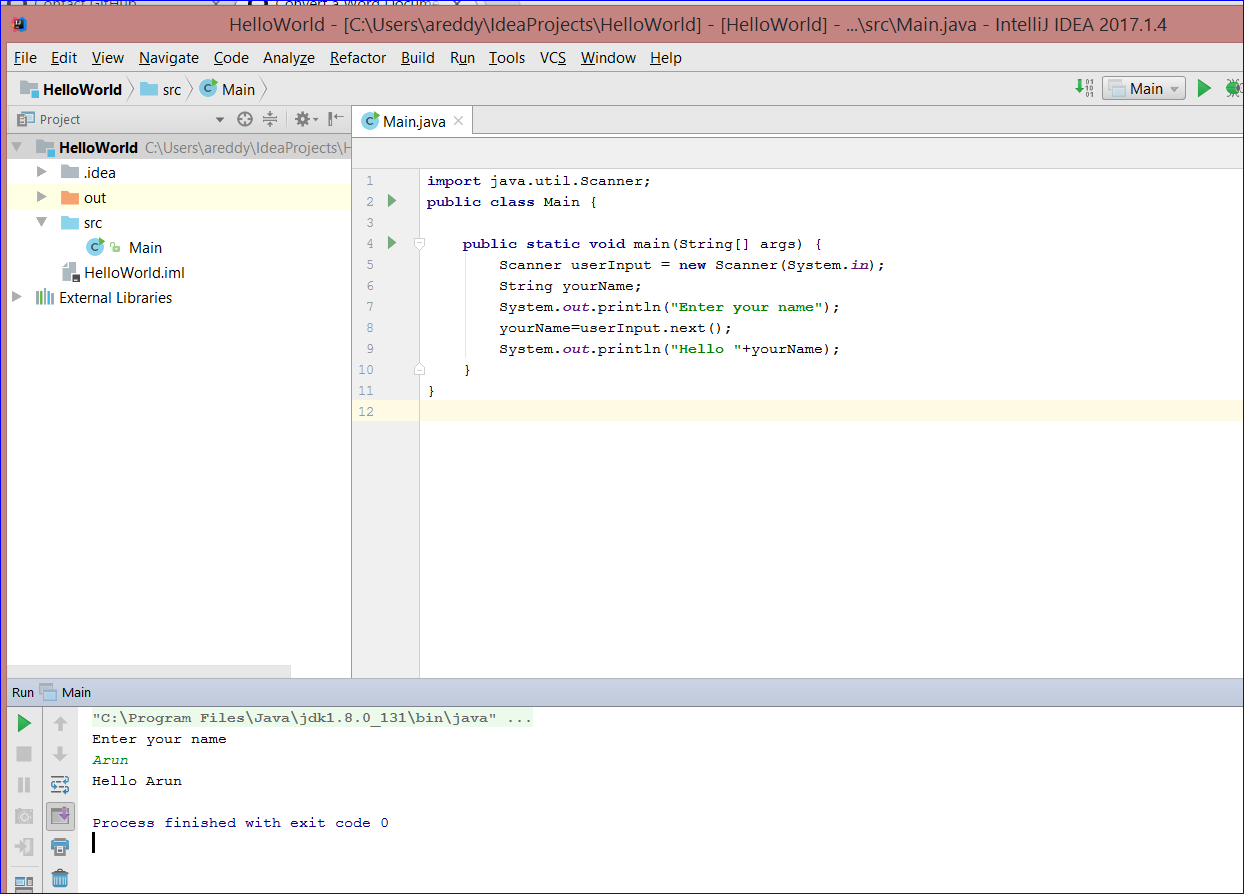 HelloWorld - [C:\Users\areddy\IdeaProjects\HelloWorld] - [HelloWorld] - ...\src\Main.java - IntelliJ IDEA 2017.1.4
File Edit View Navigate Code Analyze Refactor Build Run Tools VCS Window Help
HelloWorld src Main Main
Project
Main.java
HelloWorld C:\Users\areddy\IdeaProjects\H
.idea
out
src
Main
HelloWorld.iml
External Libraries
1 import java.util.Scanner;
2 public class Main {
3
4 public static void main(String[] args) {
5 Scanner userInput = new Scanner(System.in);
6 String yourName;
7 System.out.println("Enter your name");
8 yourName=userInput.next();
9 System.out.println("Hello "+yourName);
10 }
11 }
12
Run Main
"C:\Program Files\Java\jdk1.8.0_131\bin\java" ...
Enter your name
Arun
Hello Arun
Process finished with exit code 0